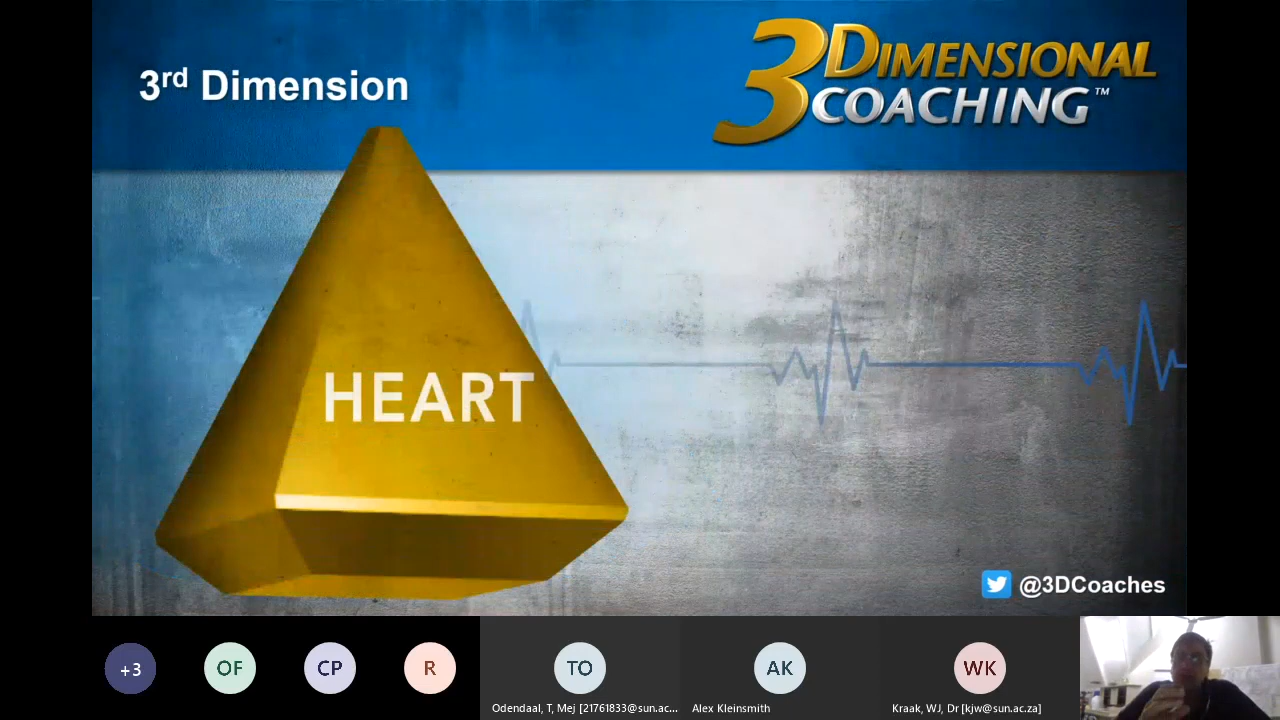 3rd Dimension
3DIMENSIONAL
COACHING™
HEART
@3DCoaches
+3
OF
CP
R
TO
AK
WK
Odendaal, T, Mej [21761833@sun.ac...
Alex Kleinsmith
Kraak, WJ, Dr [kjw@sun.ac.za]